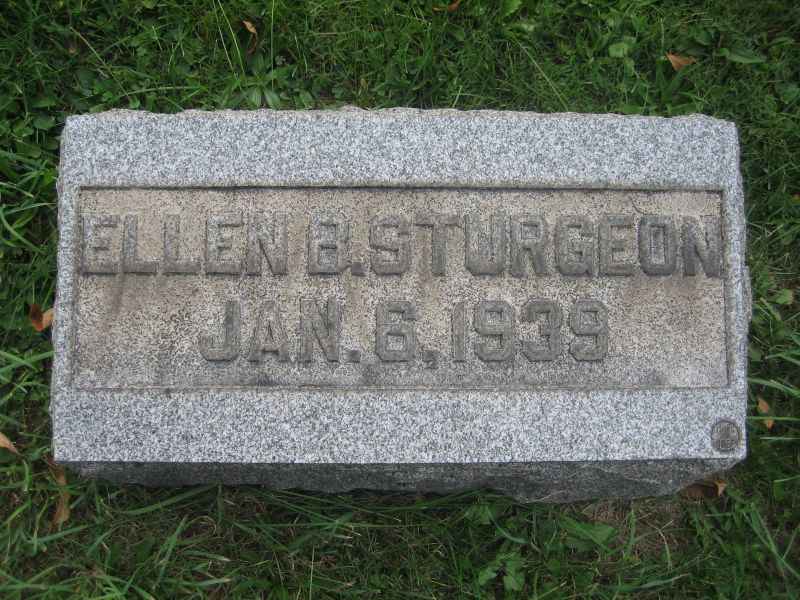 ELLEN B. STURGEON
JAN. 6, 1939